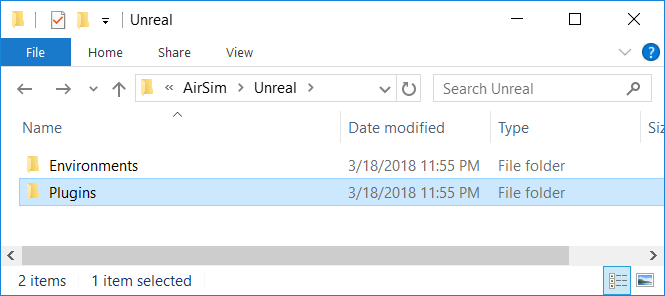 Unreal
File Home Share View
« AirSim > Unreal > Search Unreal
Name Date modified Type Siz
Environments 3/18/2018 11:55 PM File folder
Plugins 3/18/2018 11:55 PM File folder
2 items 1 item selected